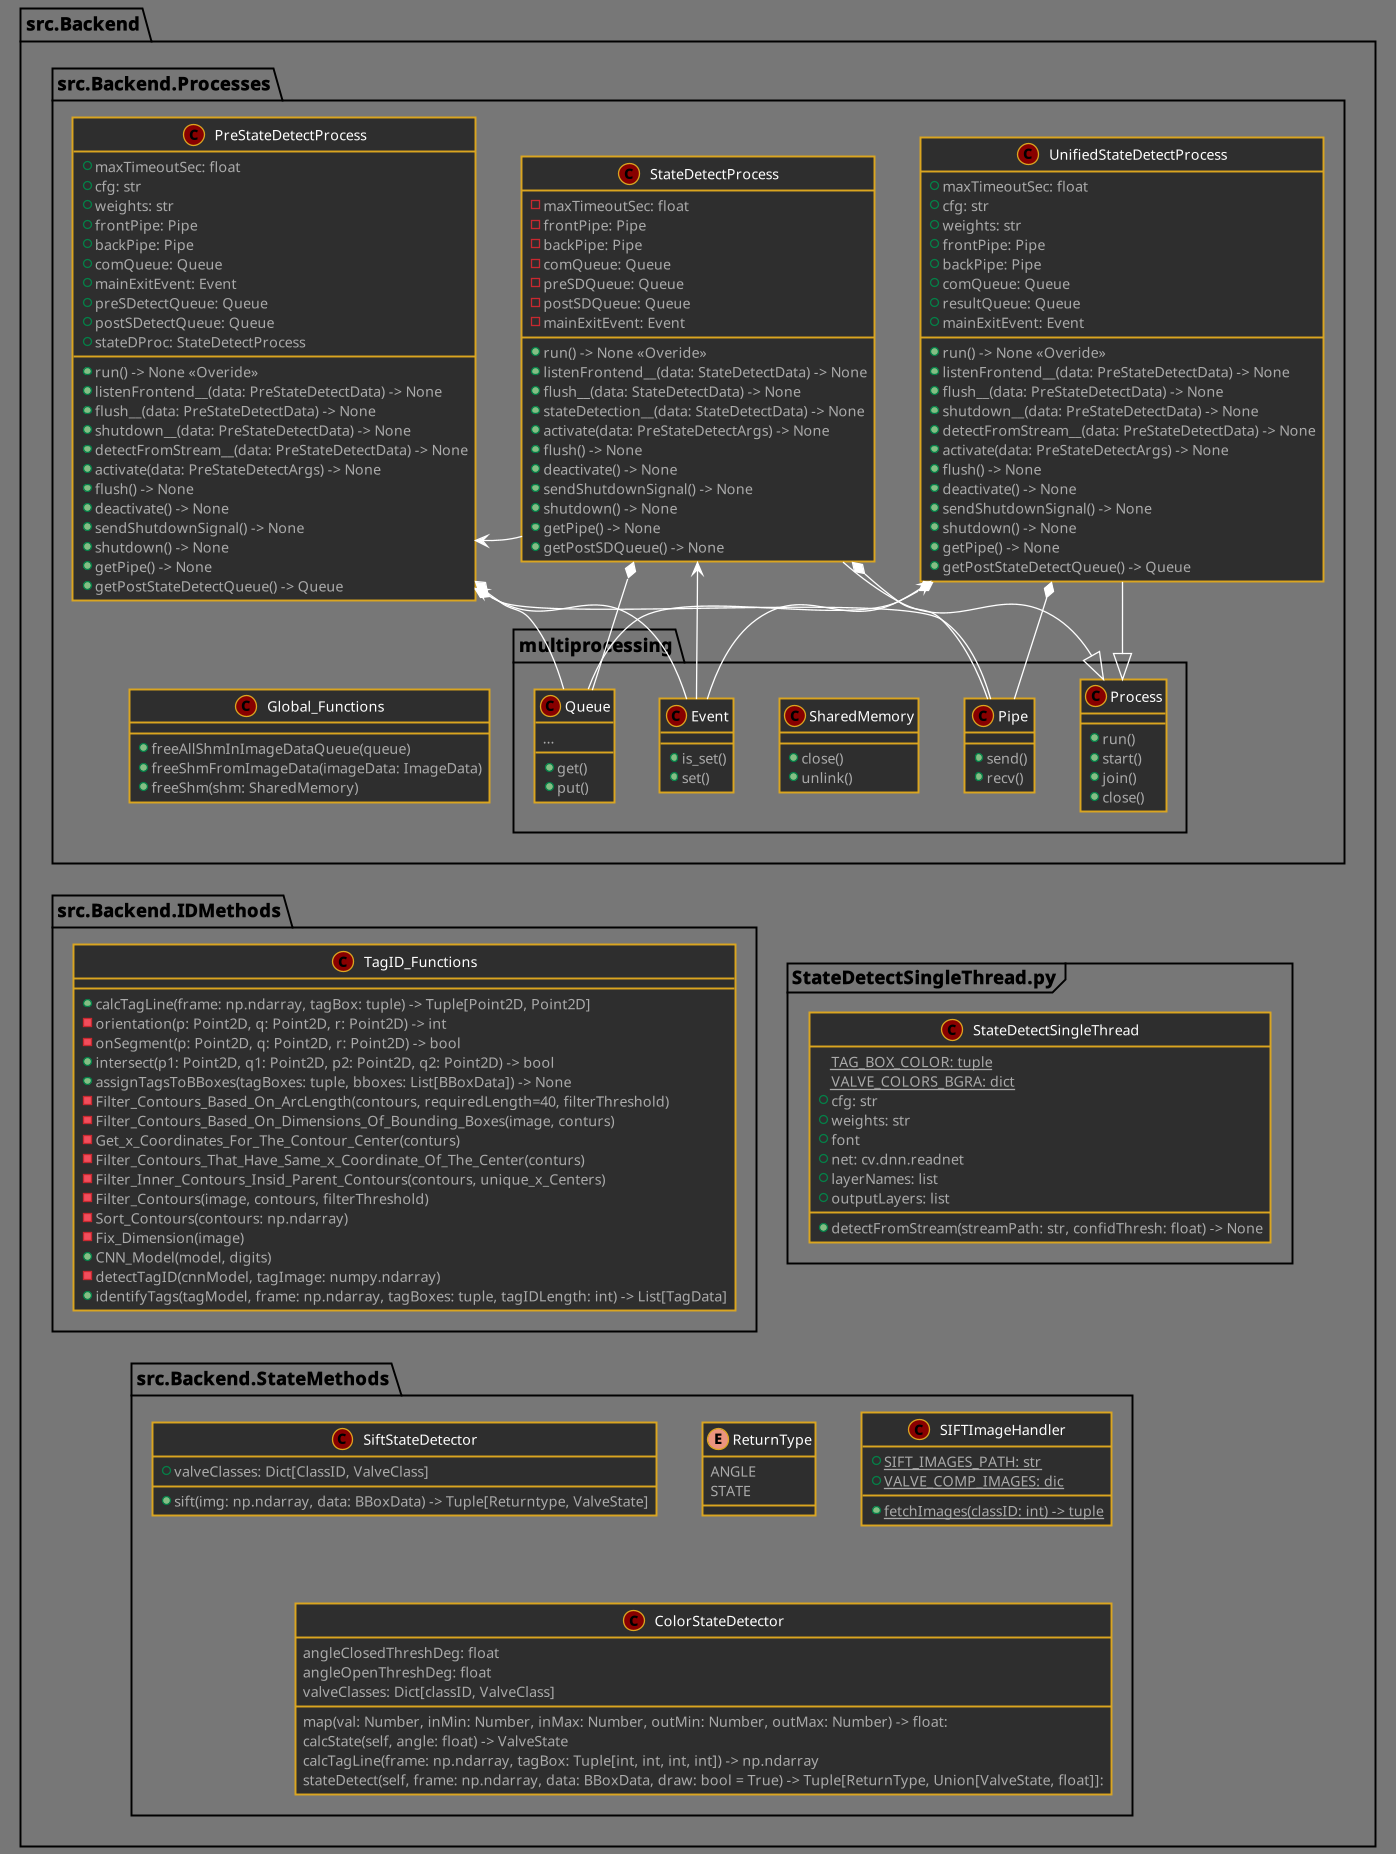 src.Backend
src.Backend.Processes
C PreStateDetectProcess
maxTimeoutSec: float
cfg: str
weights: str
frontPipe: Pipe
backPipe: Pipe
comQueue: Queue
mainExitEvent: Event
preSDetectQueue: Queue
postSDetectQueue: Queue
stateDProc: StateDetectProcess
run() -> None «Overide»
listenFrontend__(data: PreStateDetectData) -> None
flush__(data: PreStateDetectData) -> None
shutdown__(data: PreStateDetectData) -> None
detectFromStream__(data: PreStateDetectData) -> None
activate(data: PreStateDetectArgs) -> None
flush() -> None
deactivate() -> None
sendShutdownSignal() -> None
shutdown() -> None
getPipe() -> None
getPostStateDetectQueue() -> Queue
C StateDetectProcess
maxTimeoutSec: float
frontPipe: Pipe
backPipe: Pipe
comQueue: Queue
preSDQueue: Queue
postSDQueue: Queue
mainExitEvent: Event
run() -> None «Overide»
listenFrontend__(data: StateDetectData) -> None
flush__(data: StateDetectData) -> None
stateDetection__(data: StateDetectData) -> None
activate(data: PreStateDetectArgs) -> None
flush() -> None
deactivate() -> None
sendShutdownSignal() -> None
shutdown() -> None
getPipe() -> None
getPostSDQueue() -> None
C UnifiedStateDetectProcess
maxTimeoutSec: float
cfg: str
weights: str
frontPipe: Pipe
backPipe: Pipe
comQueue: Queue
resultQueue: Queue
mainExitEvent: Event
run() -> None «Overide»
listenFrontend__(data: PreStateDetectData) -> None
flush__(data: PreStateDetectData) -> None
shutdown__(data: PreStateDetectData) -> None
detectFromStream__(data: PreStateDetectData) -> None
activate(data: PreStateDetectArgs) -> None
flush() -> None
deactivate() -> None
sendShutdownSignal() -> None
shutdown() -> None
getPipe() -> None
getPostStateDetectQueue() -> Queue
C Global_Functions
freeAllShmInImageDataQueue(queue)
freeShmFromImageData(imageData: ImageData)
freeShm(shm: SharedMemory)
multiprocessing
C Queue
...
get()
put()
C Event
is_set()
set()
C SharedMemory
close()
unlink()
C Pipe
send()
recv()
C Process
run()
start()
join()
close()
src.Backend.IDMethods
C TagID_Functions
calcTagLine(frame: np.ndarray, tagBox: tuple) -> Tuple[Point2D, Point2D]
orientation(p: Point2D, q: Point2D, r: Point2D) -> int
onSegment(p: Point2D, q: Point2D, r: Point2D) -> bool
intersect(p1: Point2D, q1: Point2D, p2: Point2D, q2: Point2D) -> bool
assignTagsToBBoxes(tagBoxes: tuple, bboxes: List[BBoxData]) -> None
Filter_Contours_Based_On_ArcLength(contours, requiredLength=40, filterThreshold)
Filter_Contours_Based_On_Dimensions_Of_Bounding_Boxes(image, conturs)
Get_x_Coordinates_For_The_Contour_Center(conturs)
Filter_Contours_That_Have_Same_x_Coordinate_Of_The_Center(conturs)
Filter_Inner_Contours_Insid_Parent_Contours(contours, unique_x_Centers)
Filter_Contours(image, contours, filterThreshold)
Sort_Contours(contours: np.ndarray)
Fix_Dimension(image)
CNN_Model(model, digits)
detectTagID(cnnModel, tagImage: numpy.ndarray)
identifyTags(tagModel, frame: np.ndarray, tagBoxes: tuple, tagIDLength: int) -> List[TagData]
StateDetectSingleThread.py
C StateDetectSingleThread
TAG_BOX_COLOR: tuple
VALVE_COLORS_BGRA: dict
cfg: str
weights: str
font
net: cv.dnn.readnet
layerNames: list
outputLayers: list
detectFromStream(streamPath: str, confidThresh: float) -> None
src.Backend.StateMethods
C SiftStateDetector
valveClasses: Dict[ClassID, ValveClass]
sift(img: np.ndarray, data: BBoxData) -> Tuple[Returntype, ValveState]
E ReturnType
ANGLE
STATE
C SIFTImageHandler
SIFT_IMAGES_PATH: str
VALVE_COMP_IMAGES: dic
fetchImages(classID: int) -> tuple
C ColorStateDetector
angleClosedThreshDeg: float
angleOpenThreshDeg: float
valveClasses: Dict[classID, ValveClass]
map(val: Number, inMin: Number, inMax: Number, outMin: Number, outMax: Number) -> float:
calcState(self, angle: float) -> ValveState
calcTagLine(frame: np.ndarray, tagBox: Tuple[int, int, int, int]) -> np.ndarray
stateDetect(self, frame: np.ndarray, data: BBoxData, draw: bool = True) -> Tuple[ReturnType, Union[ValveState, float]]: